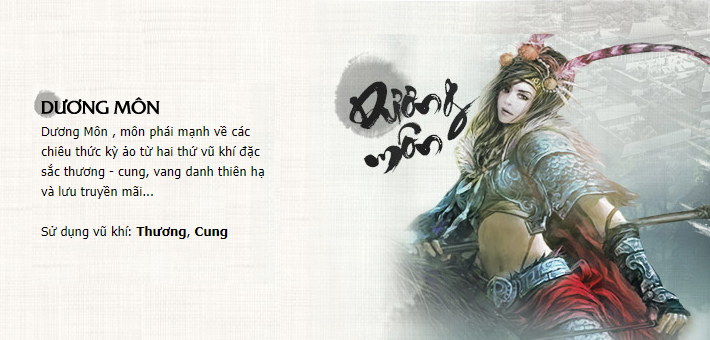 DƯƠNG MÔN
Dương Môn , môn phái mạnh về các
chiêu thức kỳ ảo từ hai thứ vũ khí đặc
sắc thương - cung, vang danh thiên hạ
và lưu truyền mãi...
Sử dụng vũ khí: Thương, Cung
Dương
môn